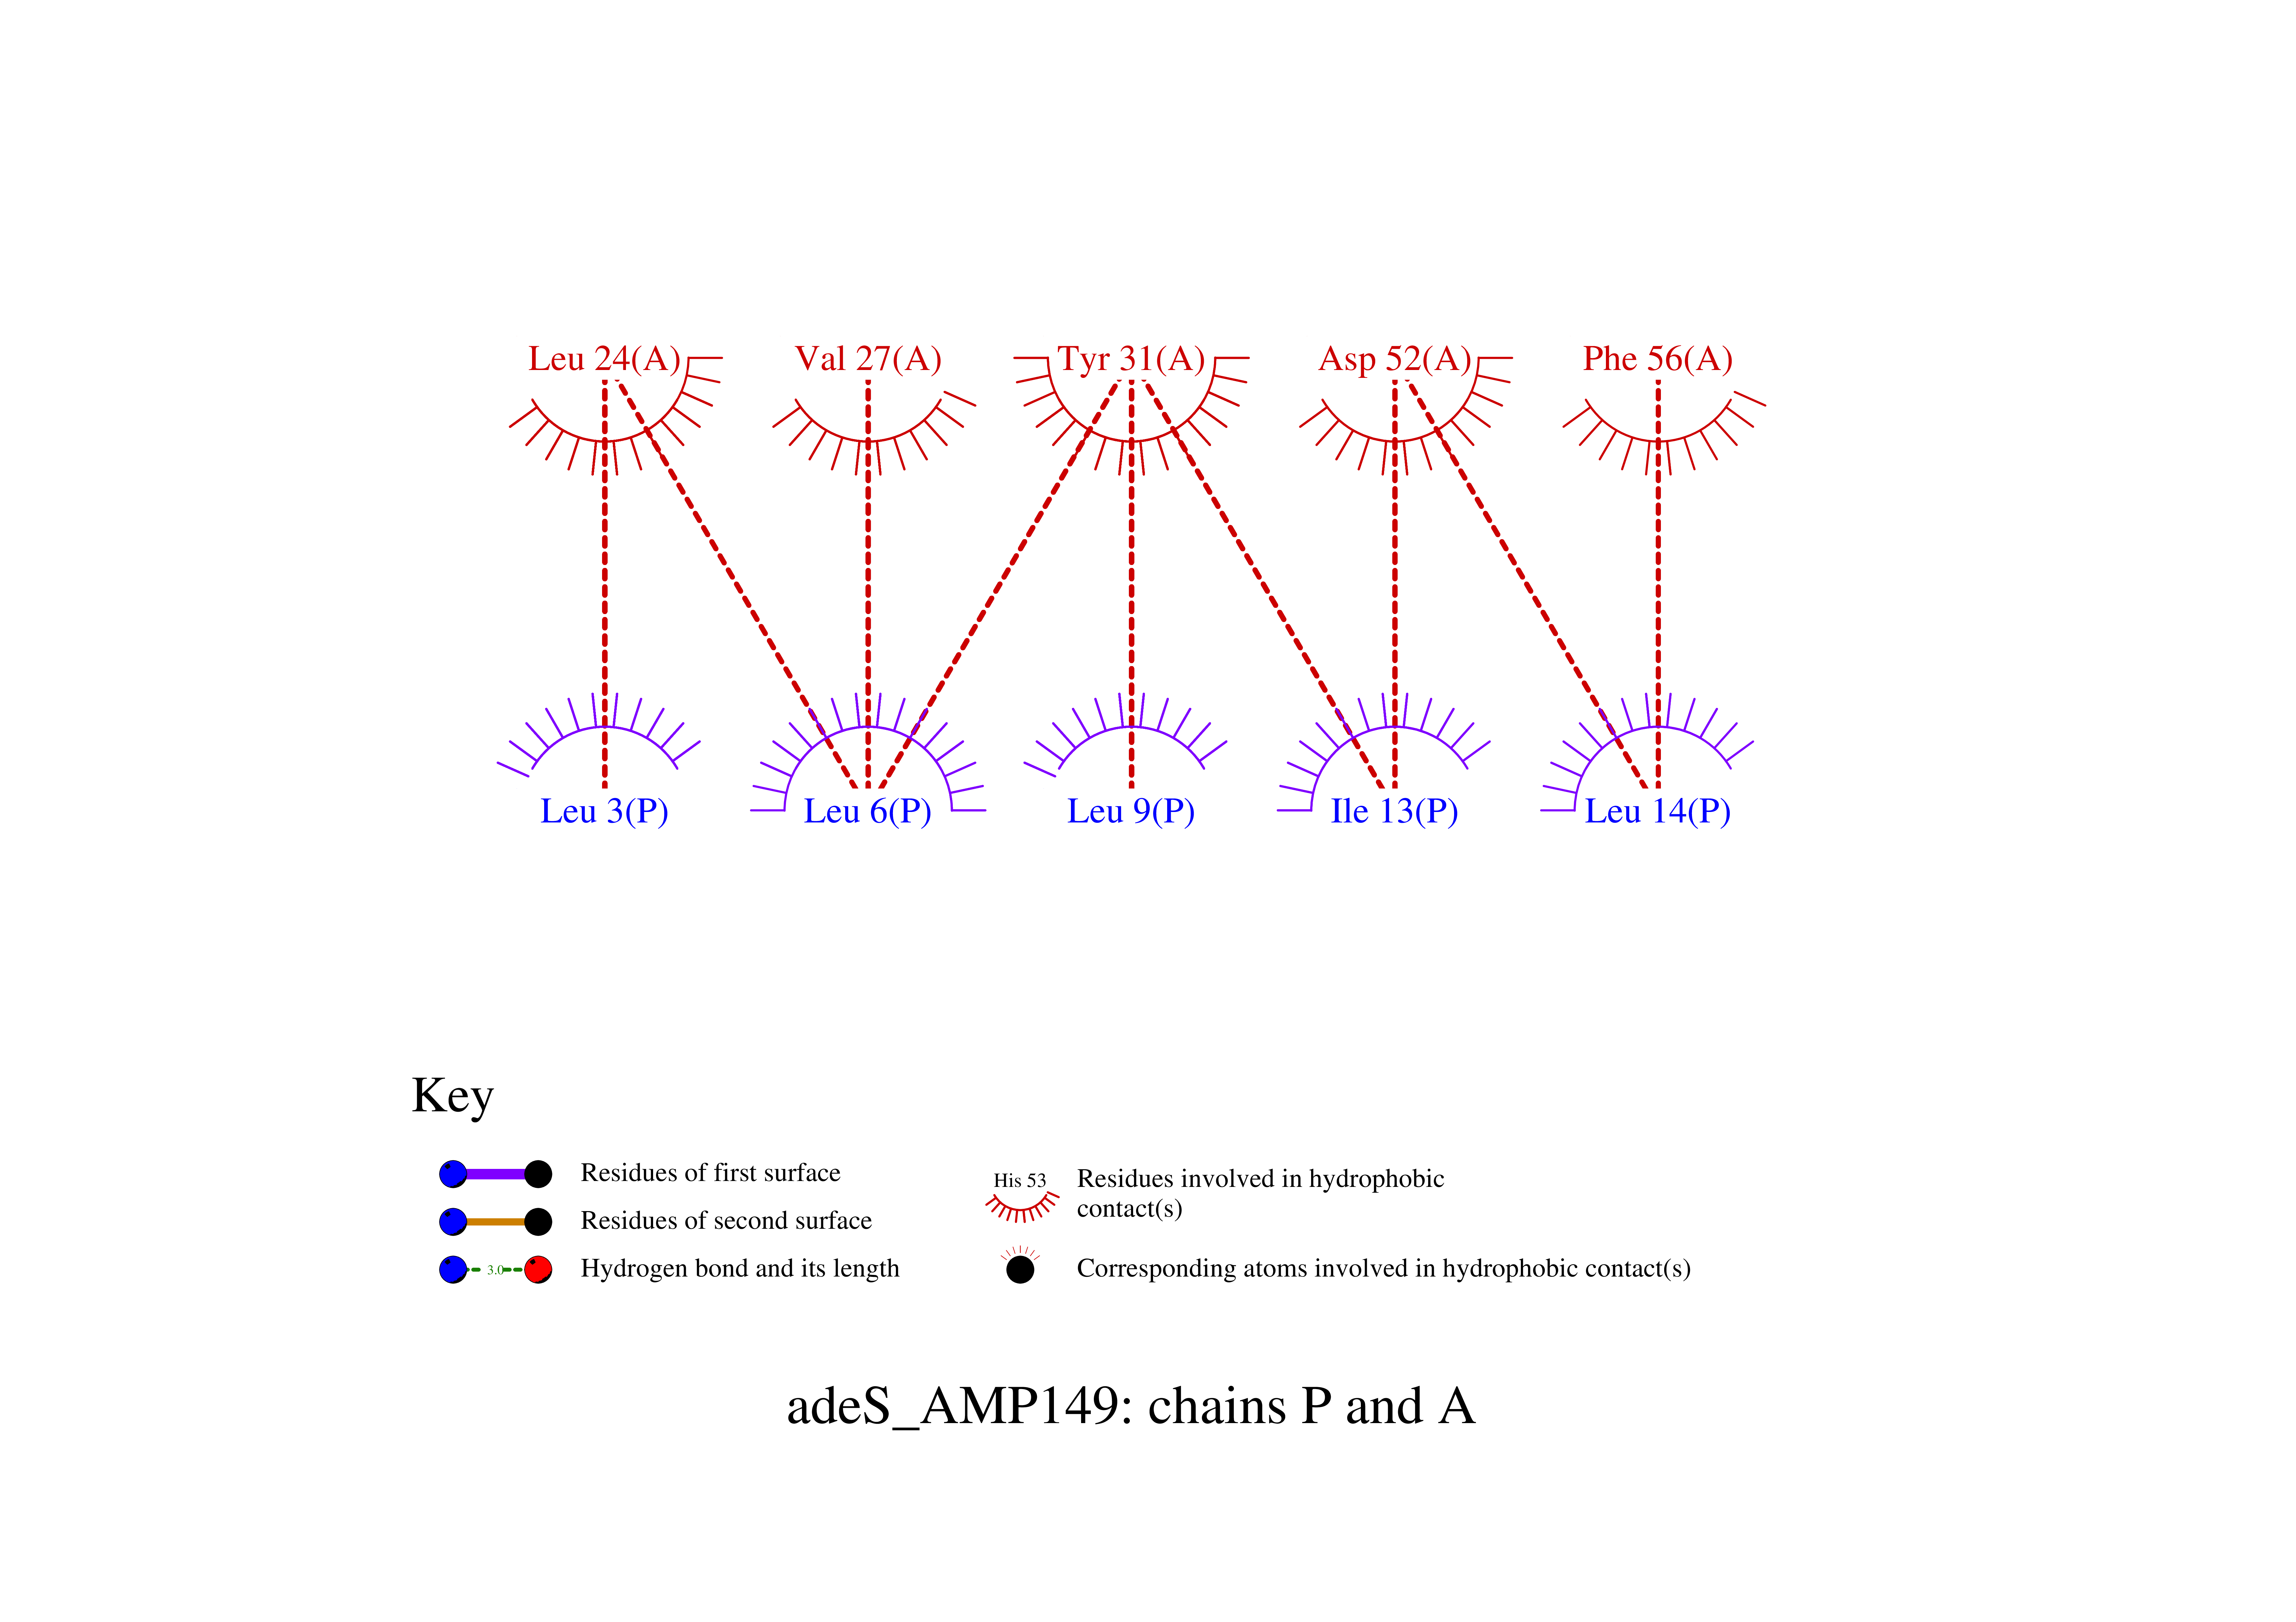 Leu 24(A) Val 27(A) Tyr 31(A) Asp 52(A) Phe 56(A)
Leu 3(P) Leu 6(P) Leu 9(P) Ile 13(P) Leu 14(P)
Key
Residues of first surface
Residues of second surface
3.0 Hydrogen bond and its length
His 53 Residues involved in hydrophobic
contact(s)
Corresponding atoms involved in hydrophobic contact(s)
adeS_AMP149: chains P and A